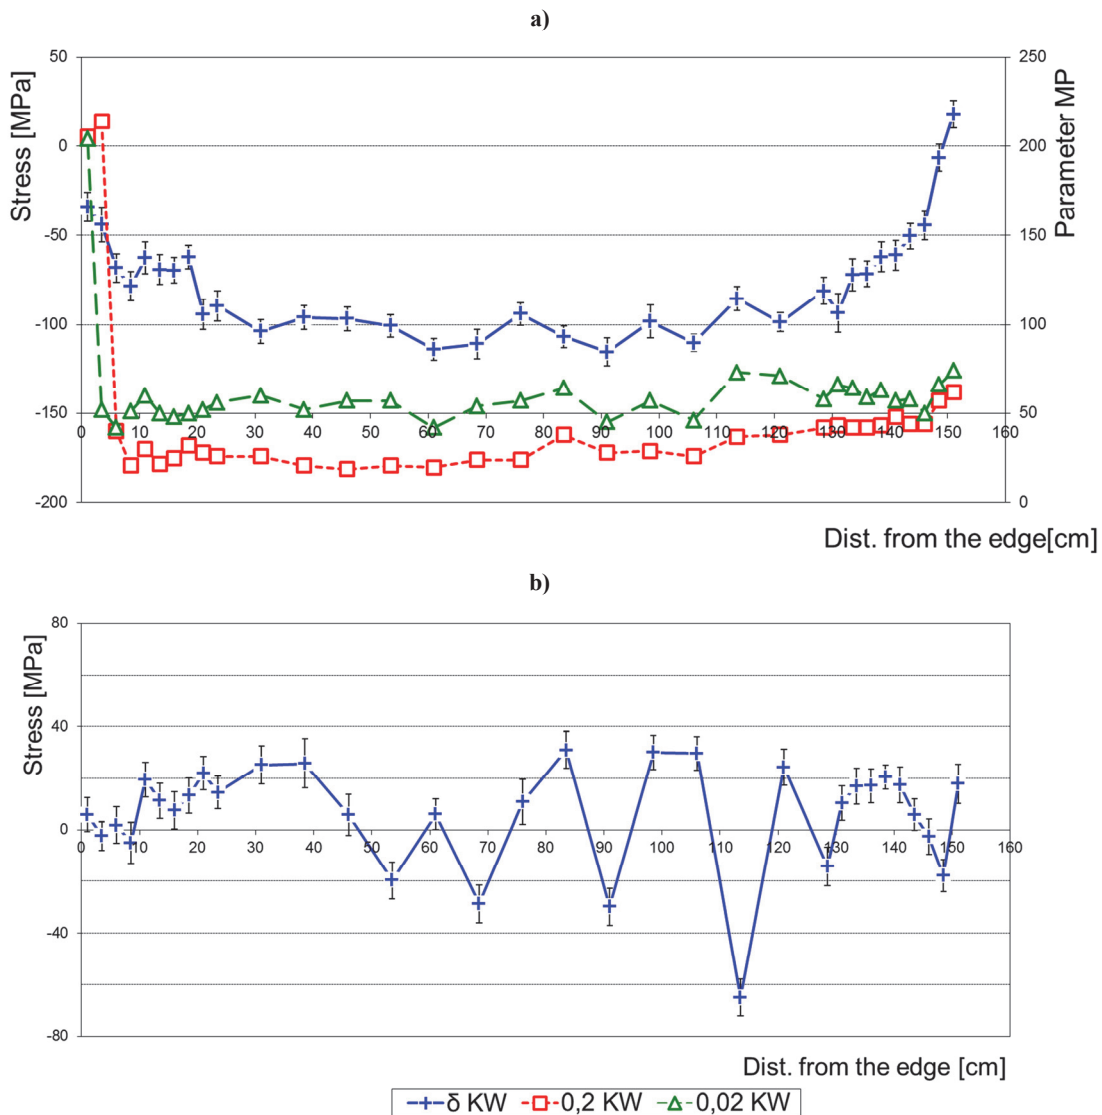 a)
Stress [MPa]
Parameter MP
50
0
-50
-100
-150
-200
250
200
150
100
50
0
0 10 20 30 40 50 60 70 80 90 100 110 120 130 140 150 160
Dist. from the edge[cm]
b)
Stress [MPa]
80
40
0
-40
-80
0 10 20 30 40 50 60 70 80 90 100 110 120 130 140 150 160
Dist. from the edge [cm]
δ KW 0,2 KW 0,02 KW